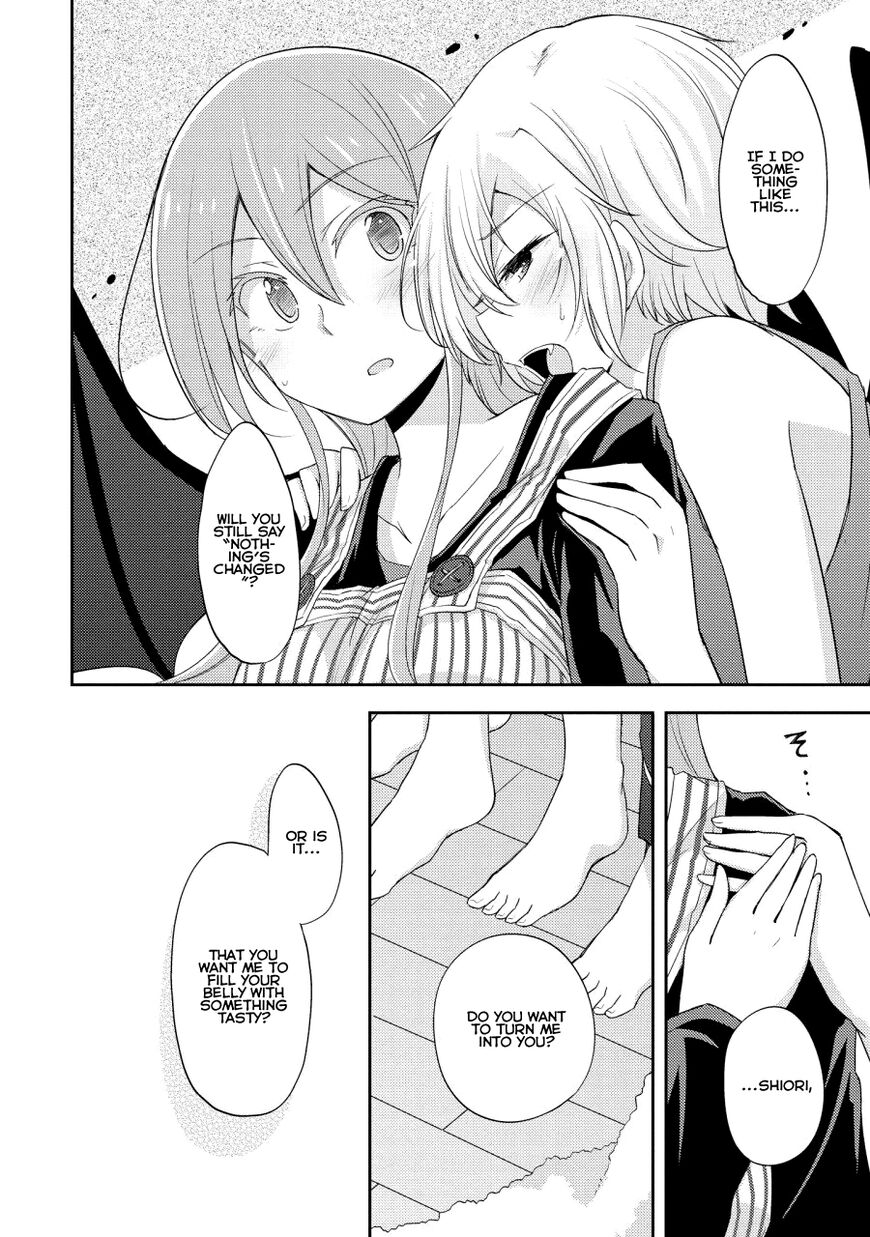 IF I DO
SOME-
THING
LIKE
THIS...
WILL YOU
STILL SAY
"NOTH-
ING'S
CHANGED
"?
そ...
...SHIORI,
DO YOU WANT
TO TURN ME
INTO YOU?
OR IS
IT...
THAT YOU
WANT ME TO
FILL YOUR
BELLY WITH
SOMETHING
TASTY?